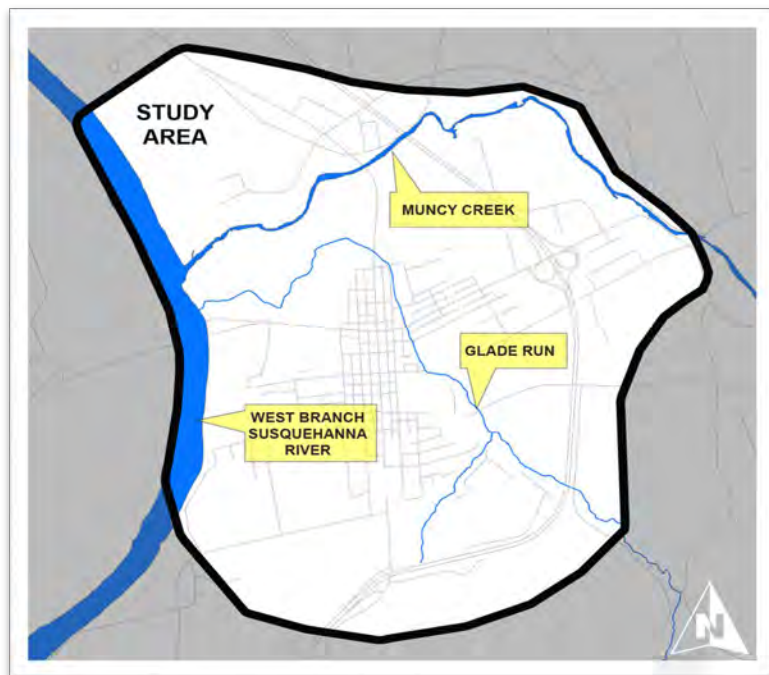 STUDY
AREA
MUNCY CREEK
GLADE RUN
WEST BRANCH
SUSQUEHANNA
RIVER
N